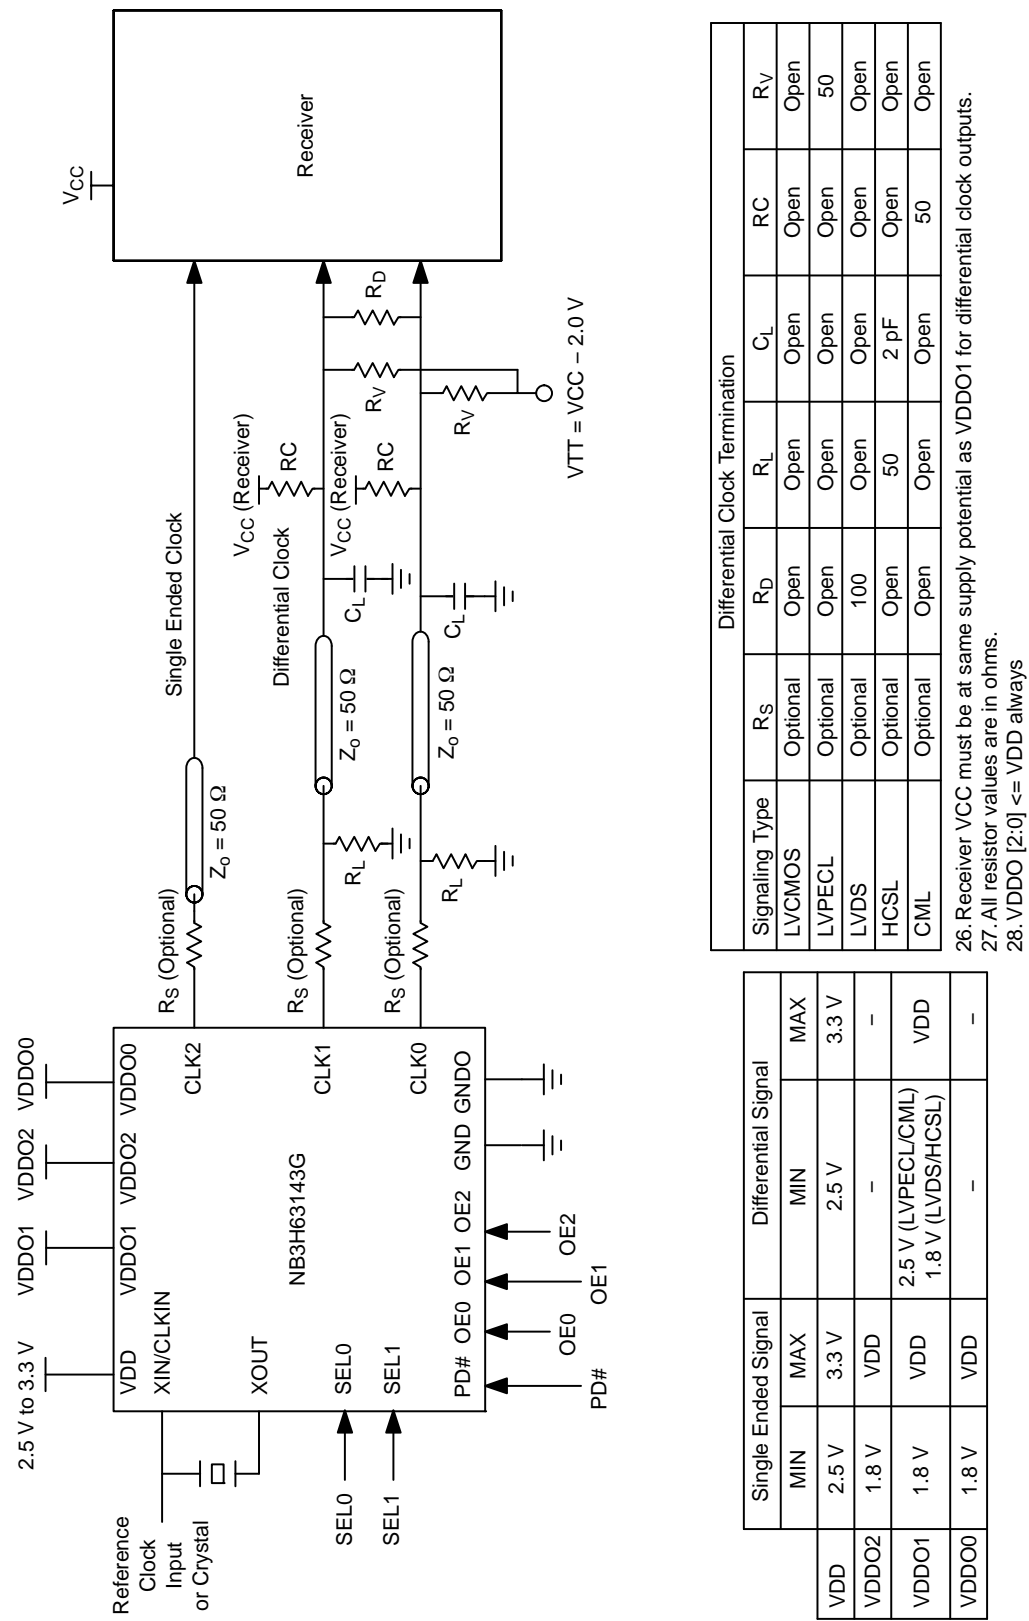 2.5 V to 3.3 V
VDDO1
VDDO2
VDDO0
VCC
VDD
VDDO1
VDDO2
VDDO0
Reference
Clock
Input
or Crystal
XIN/CLKIN
XOUT
SEL0
SEL1
SEL0
SEL1
NB3H63143G
CLK2
CLK1
CLK0
PD# OE0 OE1 OE2 GND GNDO
PD#
OE0
OE1
OE2
RS (Optional)
RS (Optional)
RS (Optional)
Zo = 50 Ω
Single Ended Clock
RL
RL
Zo = 50 Ω
Zo = 50 Ω
Differential Clock
CL
CL
VCC (Receiver)
RC
VCC (Receiver)
RC
RV
RV
RD
VTT = VCC – 2.0 V
Receiver
Single Ended Signal Differential Signal
MIN MAX MIN MAX
VDD 2.5 V 3.3 V 2.5 V 3.3 V
VDDO2 1.8 V VDD – –
VDDO1 1.8 V VDD 2.5 V (LVPECL/CML) VDD
1.8 V (LVDS/HCSL)
VDDO0 1.8 V VDD – –
Differential Clock Termination
Signaling Type RS RD RL CL RC RV
LVCMOS Optional Open Open Open Open Open
LVPECL Optional Open Open Open Open 50
LVDS Optional 100 Open Open Open Open
HCSL Optional Open 50 2 pF Open Open
CML Optional Open Open Open 50 Open
26. Receiver VCC must be at same supply potential as VDDO1 for differential clock outputs.
27. All resistor values are in ohms.
28. VDDO [2:0] <= VDD always